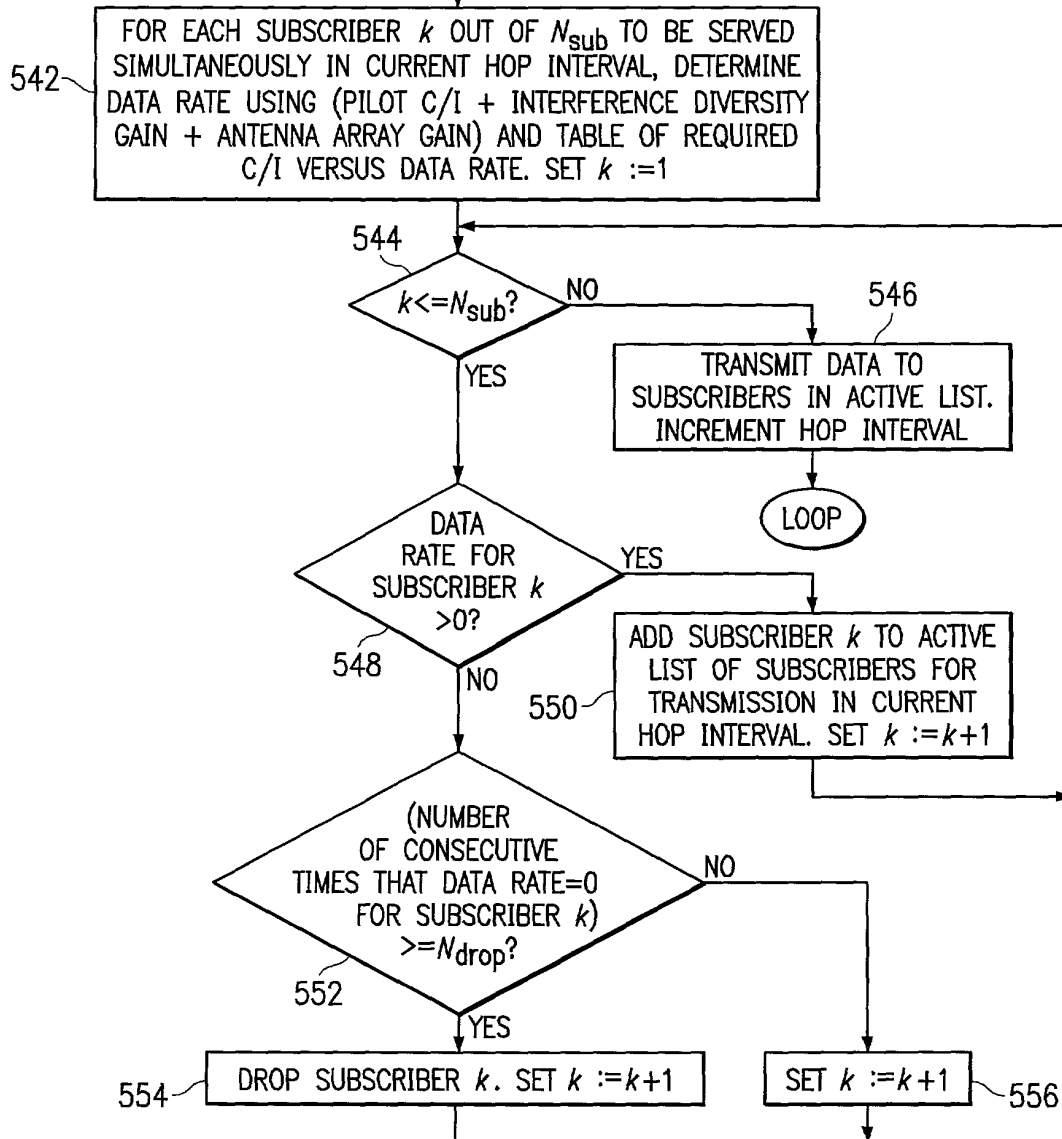 FOR EACH SUBSCRIBER k OUT OF Nsub TO BE SERVED
SIMULTANEOUSLY IN CURRENT HOP INTERVAL, DETERMINE
DATA RATE USING (PILOT C/I + INTERFERENCE DIVERSITY
GAIN + ANTENNA ARRAY GAIN) AND TABLE OF REQUIRED
C/I VERSUS DATA RATE. SET k :=1
542
544
k<=Nsub?
NO
YES
546
TRANSMIT DATA TO
SUBSCRIBERS IN ACTIVE LIST.
INCREMENT HOP INTERVAL
LOOP
DATA
RATE FOR
SUBSCRIBER k
>0?
548
YES
NO
ADD SUBSCRIBER k TO ACTIVE
LIST OF SUBSCRIBERS FOR
TRANSMISSION IN CURRENT
HOP INTERVAL. SET k :=k+1
550
(NUMBER
OF CONSECUTIVE
TIMES THAT DATA RATE=0
FOR SUBSCRIBER k)
>=Ndrop?
552
NO
YES
554
DROP SUBSCRIBER k. SET k :=k+1
SET k :=k+1
556